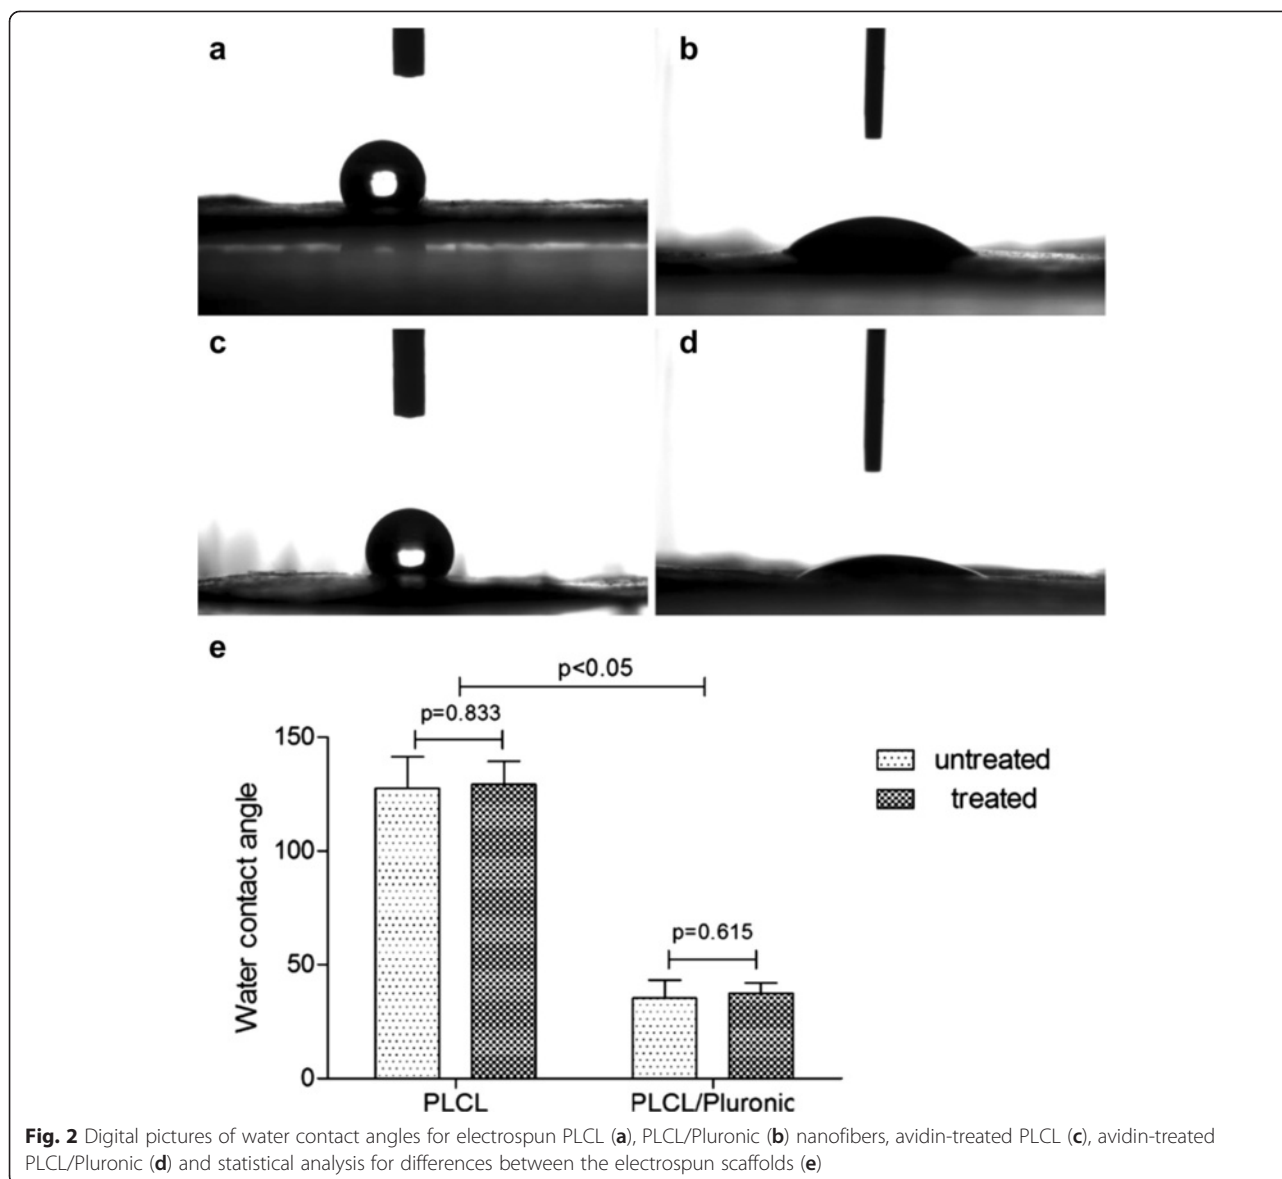 a
b
c
d
e
p<0.05
p=0.833
150
untreated
treated
100
p=0.615
50
0
Water contact angle
PLCL
PLCL/Pluronic
Fig. 2 Digital pictures of water contact angles for electrospun PLCL (a), PLCL/Pluronic (b) nanofibers, avidin-treated PLCL (c), avidin-treated
PLCL/Pluronic (d) and statistical analysis for differences between the electrospun scaffolds (e)